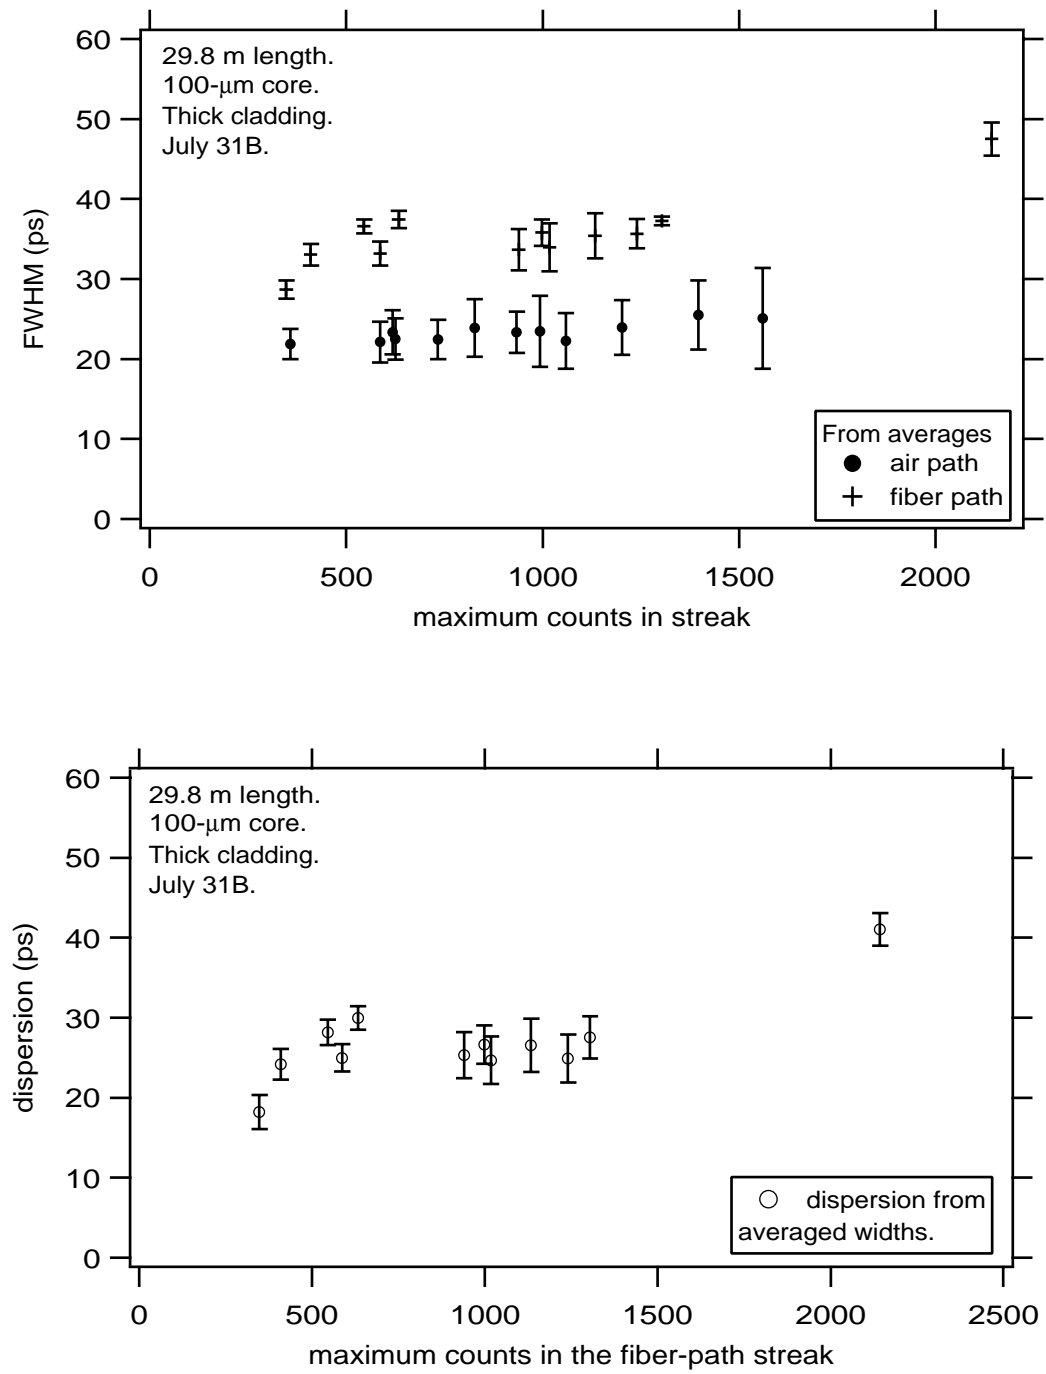 60
50
40
30
20
10
0
FWHM (ps)
29.8 m length.
100-μm core.
Thick cladding.
July 31B.
From averages
air path
fiber path
0 500 1000 1500 2000
maximum counts in streak
60
50
40
30
20
10
0
dispersion (ps)
29.8 m length.
100-μm core.
Thick cladding.
July 31B.
dispersion from
averaged widths.
0 500 1000 1500 2000 2500
maximum counts in the fiber-path streak